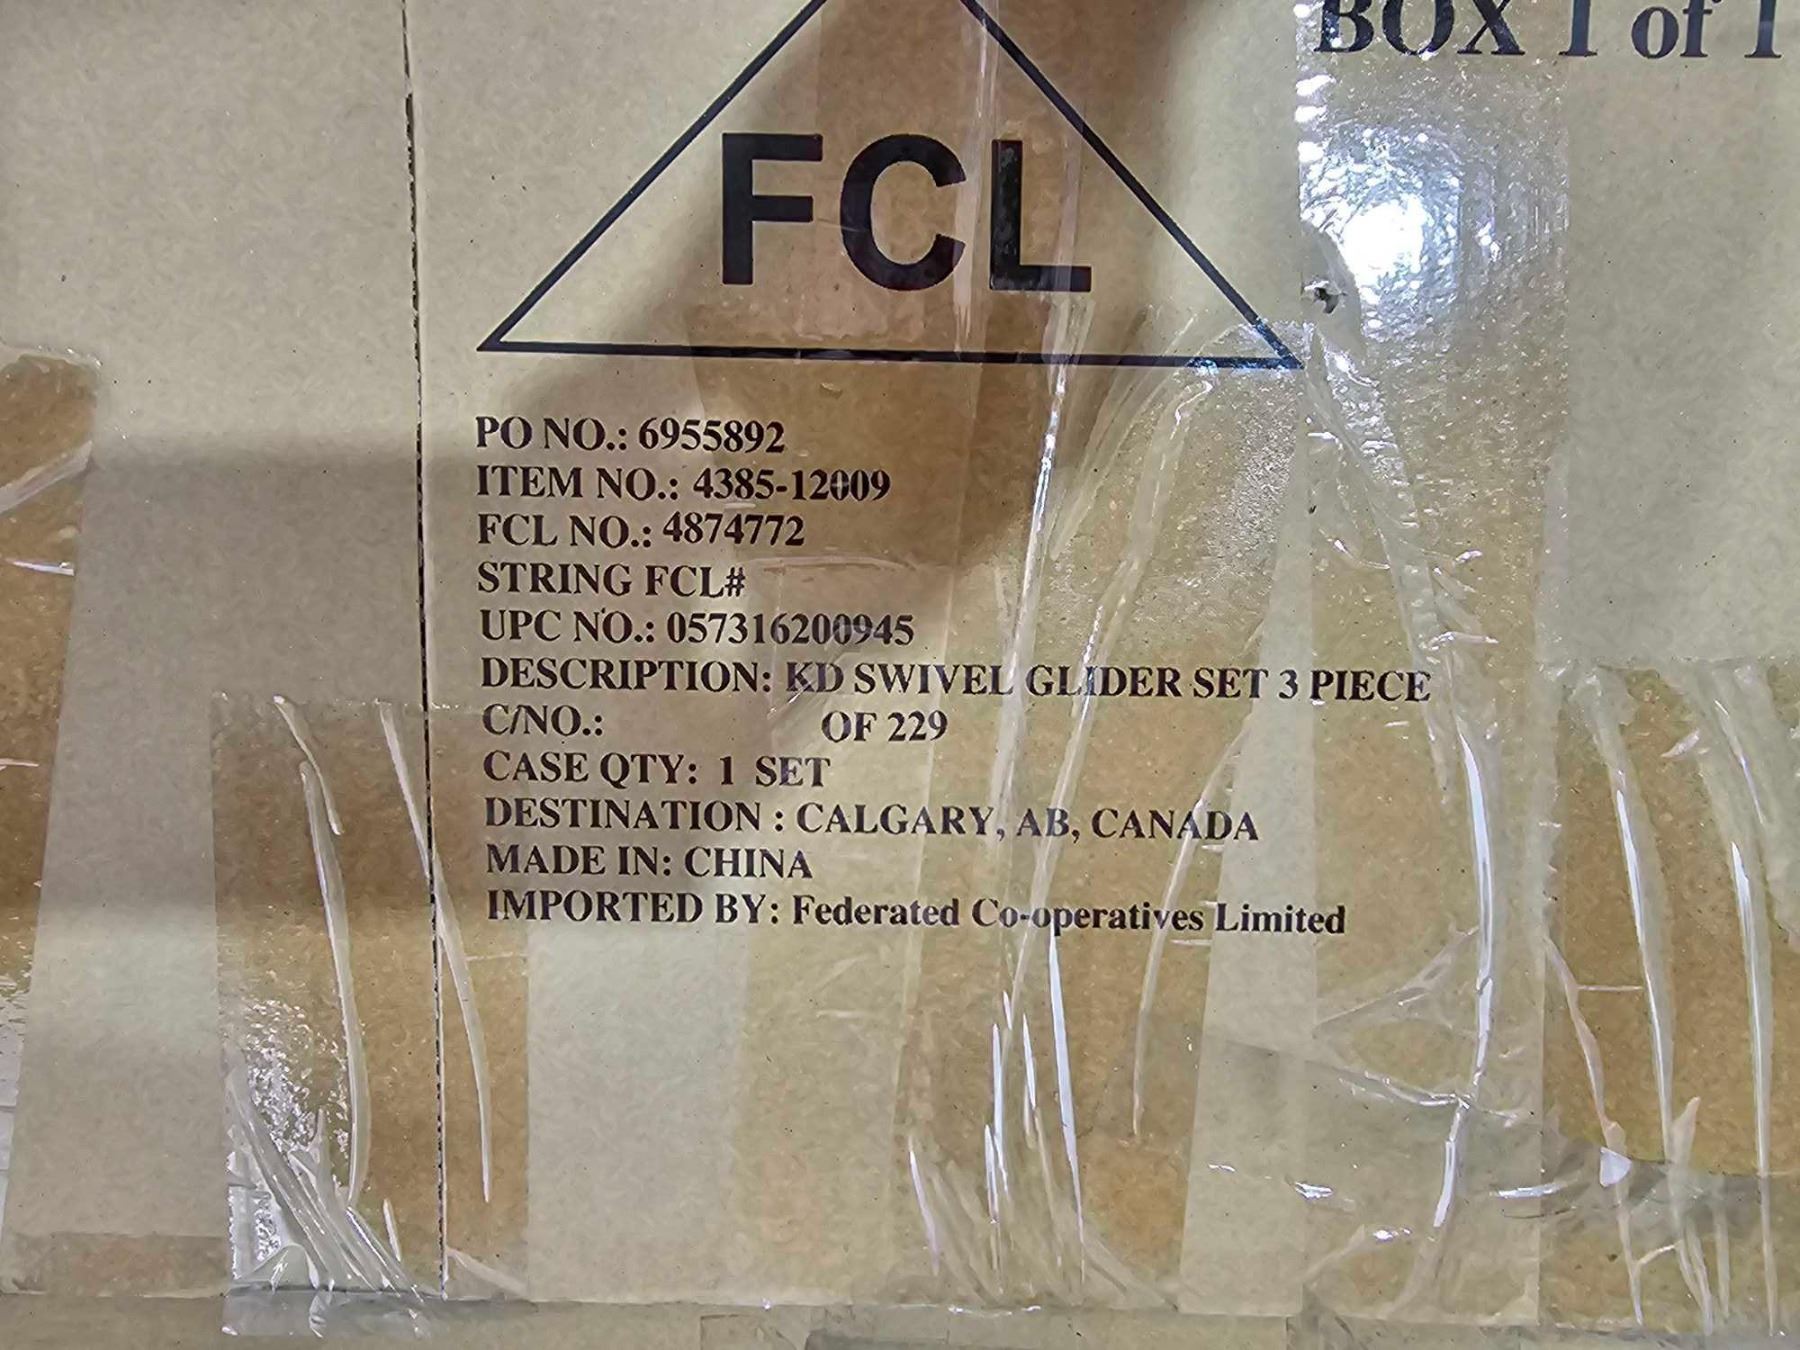 BOX 1 of 1
FCL
PO NO.: 6955892
ITEM NO.: 4385-12009
FCL NO.: 4874772
STRING FCL#
UPC NO.: 057316200945
DESCRIPTION: KD SWIVEL GLIDER SET 3 PIECE
C/NO.: OF 229
CASE QTY: 1 SET
DESTINATION : CALGARY, AB, CANADA
MADE IN: CHINA
IMPORTED BY: Federated Co-operatives Limited